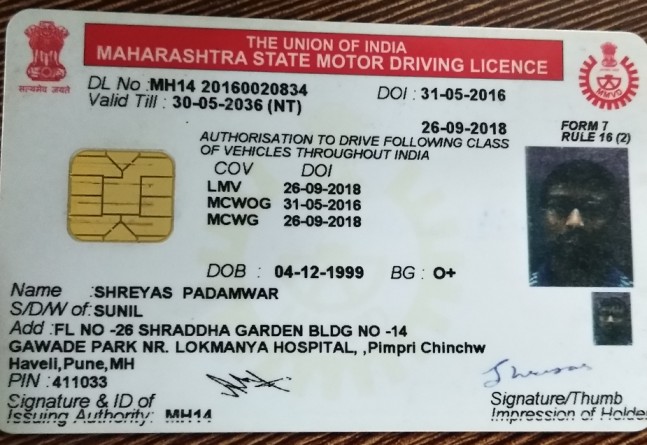 THE UNION OF INDIA
MAHARASHTRA STATE MOTOR DRIVING LICENCE
सत्यमेव जयते
MMVD
DL No :MH14 20160020834 DOI : 31-05-2016
Valid Till : 30-05-2036 (NT)
26-09-2018 FORM 7
RULE 16 (2)
AUTHORISATION TO DRIVE FOLLOWING CLASS
OF VEHICLES THROUGHOUT INDIA
COV DOI
LMV 26-09-2018
MCWOG 31-05-2016
MCWG 26-09-2018
DOB : 04-12-1999 BG : O+
Name :SHREYAS PADAMWAR
S/D/W of:SUNIL
Add :FL NO -26 SHRADDHA GARDEN BLDG NO -14
GAWADE PARK NR. LOKMANYA HOSPITAL, ,Pimpri Chinchw
Haveli,Pune,MH
PIN :411033
Shreyas
Signature & ID of Signature/Thumb
Issuing Authority: MH14 Impression of Holder